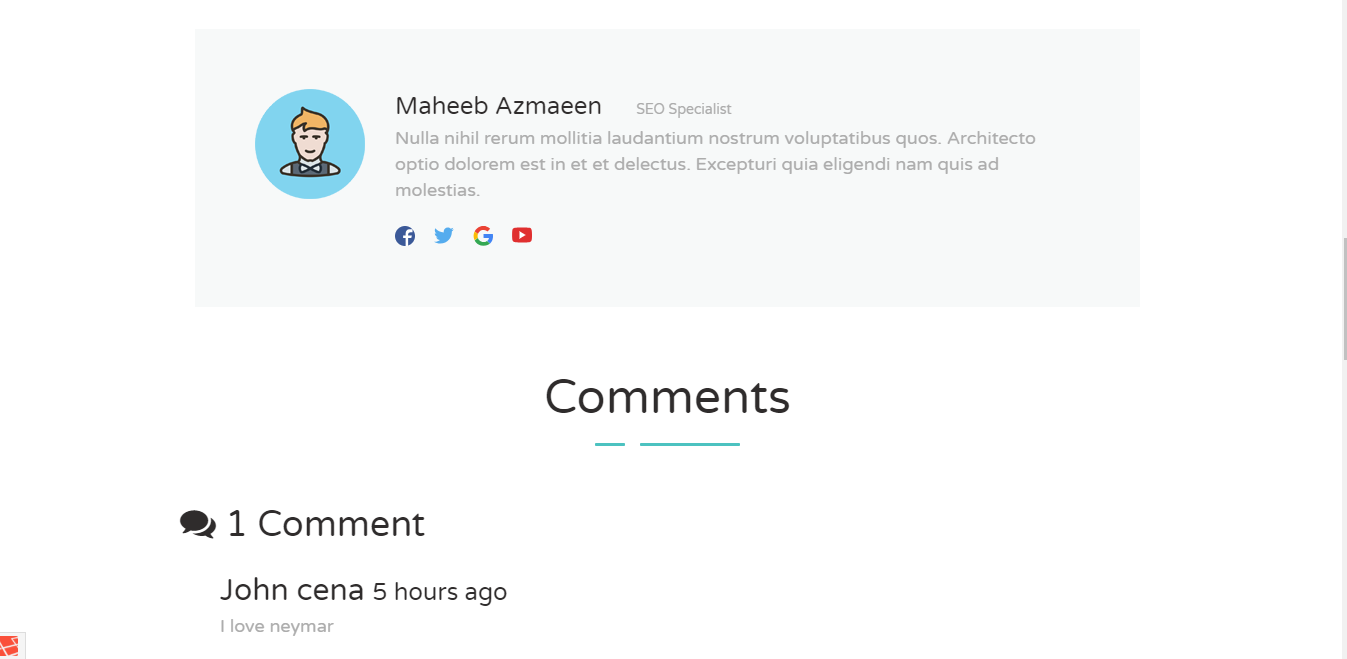 Maheeb Azmaeen SEO Specialist
Nulla nihil rerum mollitia laudantium nostrum voluptatibus quos. Architecto
optio dolorem est in et et delectus. Excepturi quia eligendi nam quis ad
molestias.
Comments
1 Comment
John cena 5 hours ago
I love neymar